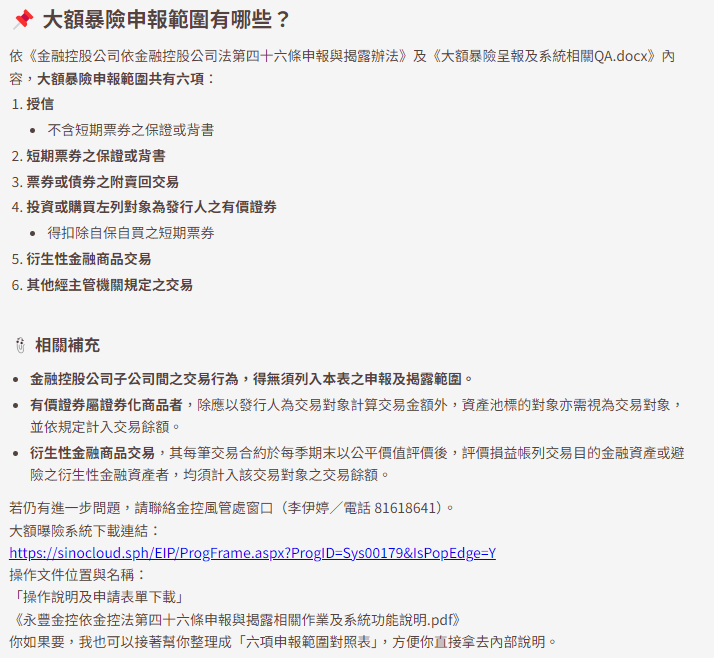 📌 大額暴險申報範圍有哪些？
依《金融控股公司依金融控股公司法第四十六條申報與揭露辦法》及《大額暴險呈報及系統相關QA.docx》內
容，大額暴險申報範圍共有六項：
1. 授信
• 不含短期票券之保證或背書
2. 短期票券之保證或背書
3. 票券或債券之附賣回交易
4. 投資或購買左列對象為發行人之有價證券
• 得扣除自保自買之短期票券
5. 衍生性金融商品交易
6. 其他經主管機關規定之交易
📎 相關補充
• 金融控股公司子公司間之交易行為，得無須列入本表之申報及揭露範圍。
• 有價證券屬證券化商品者，除應以發行人為交易對象計算交易金額外，資產池標的對象亦需視為交易對象，
並依規定計入交易餘額。
• 衍生性金融商品交易，其每筆交易合約於每季期末以公平價值評價後，評價損益帳列交易目的金融資產或避
險之衍生性金融資產者，均須計入該交易對象之交易餘額。
若仍有進一步問題，請聯絡金控風管處窗口（李伊婷／電話 81618641）。
大額曝險系統下載連結：
https://sinocloud.sph/EIP/ProgFrame.aspx?ProgID=Sys00179&IsPopEdge=Y
操作文件位置與名稱：
「操作說明及申請表單下載」
《永豐金控依金控法第四十六條申報與揭露相關作業及系統功能說明.pdf》
你如果要，我也可以接著幫你整理成「六項申報範圍對照表」，方便你直接拿去內部說明。